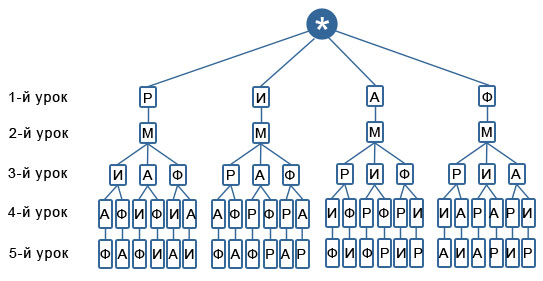 *
1-й урок Р И А Ф
2-й урок М М М М
3-й урок И А Ф Р А Ф Р И Ф Р И А
4-й урок А Ф И Ф И А А Ф Р Ф Р А И Ф Р Ф Р И И А Р А Р И
5-й урок Ф А Ф И А И Ф А Ф Р А Р Ф И Ф Р И Р А И А Р И Р